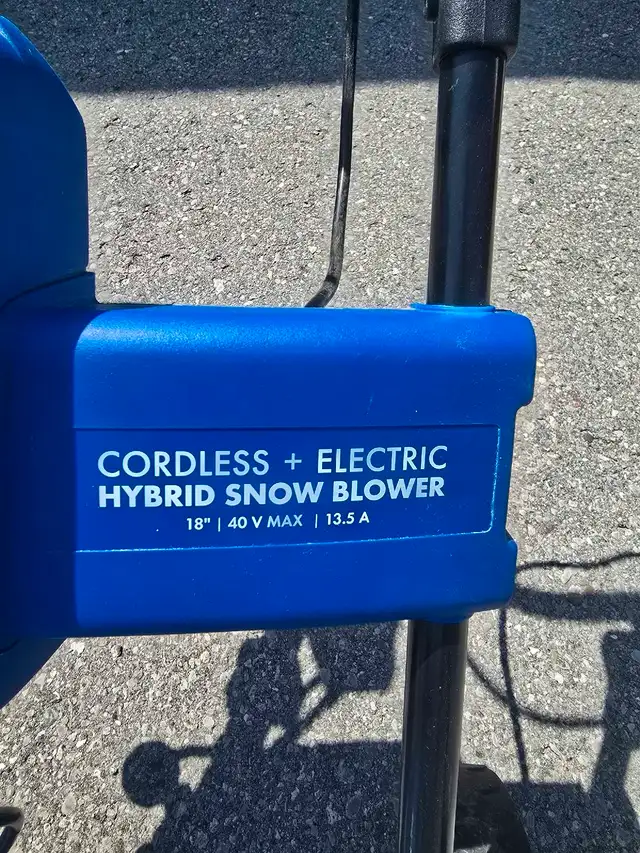 CORDLESS + ELECTRIC
HYBRID SNOW BLOWER
18" | 40 V MAX | 13.5 A